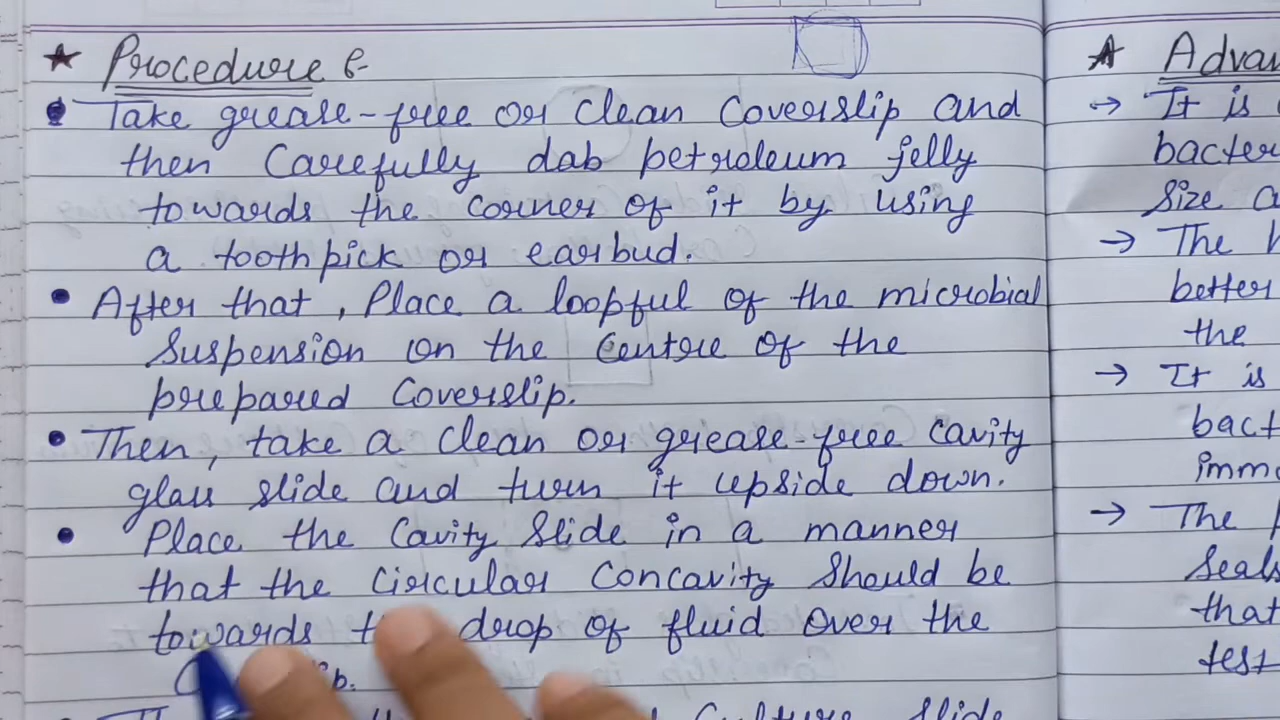 ★ Procedure :-
• Take grease-free or clean Coverslip and
then Carefully dab petroleum jelly
towards the corner of it by using
a toothpick or earbud.
• After that, Place a loopful of the microbial
Suspension on the Centre of the
prepared Coverslip.
• Then, take a clean or grease-free cavity
glass slide and turn it upside down.
• Place the Cavity Slide in a manner
that the Circular Concavity Should be
towards drop of fluid Over the
Culture slide
★ Advan
→ It is
bacter
Size a
→ The
better
the
→ It is
bact
immo
→ The
Seals
that
test